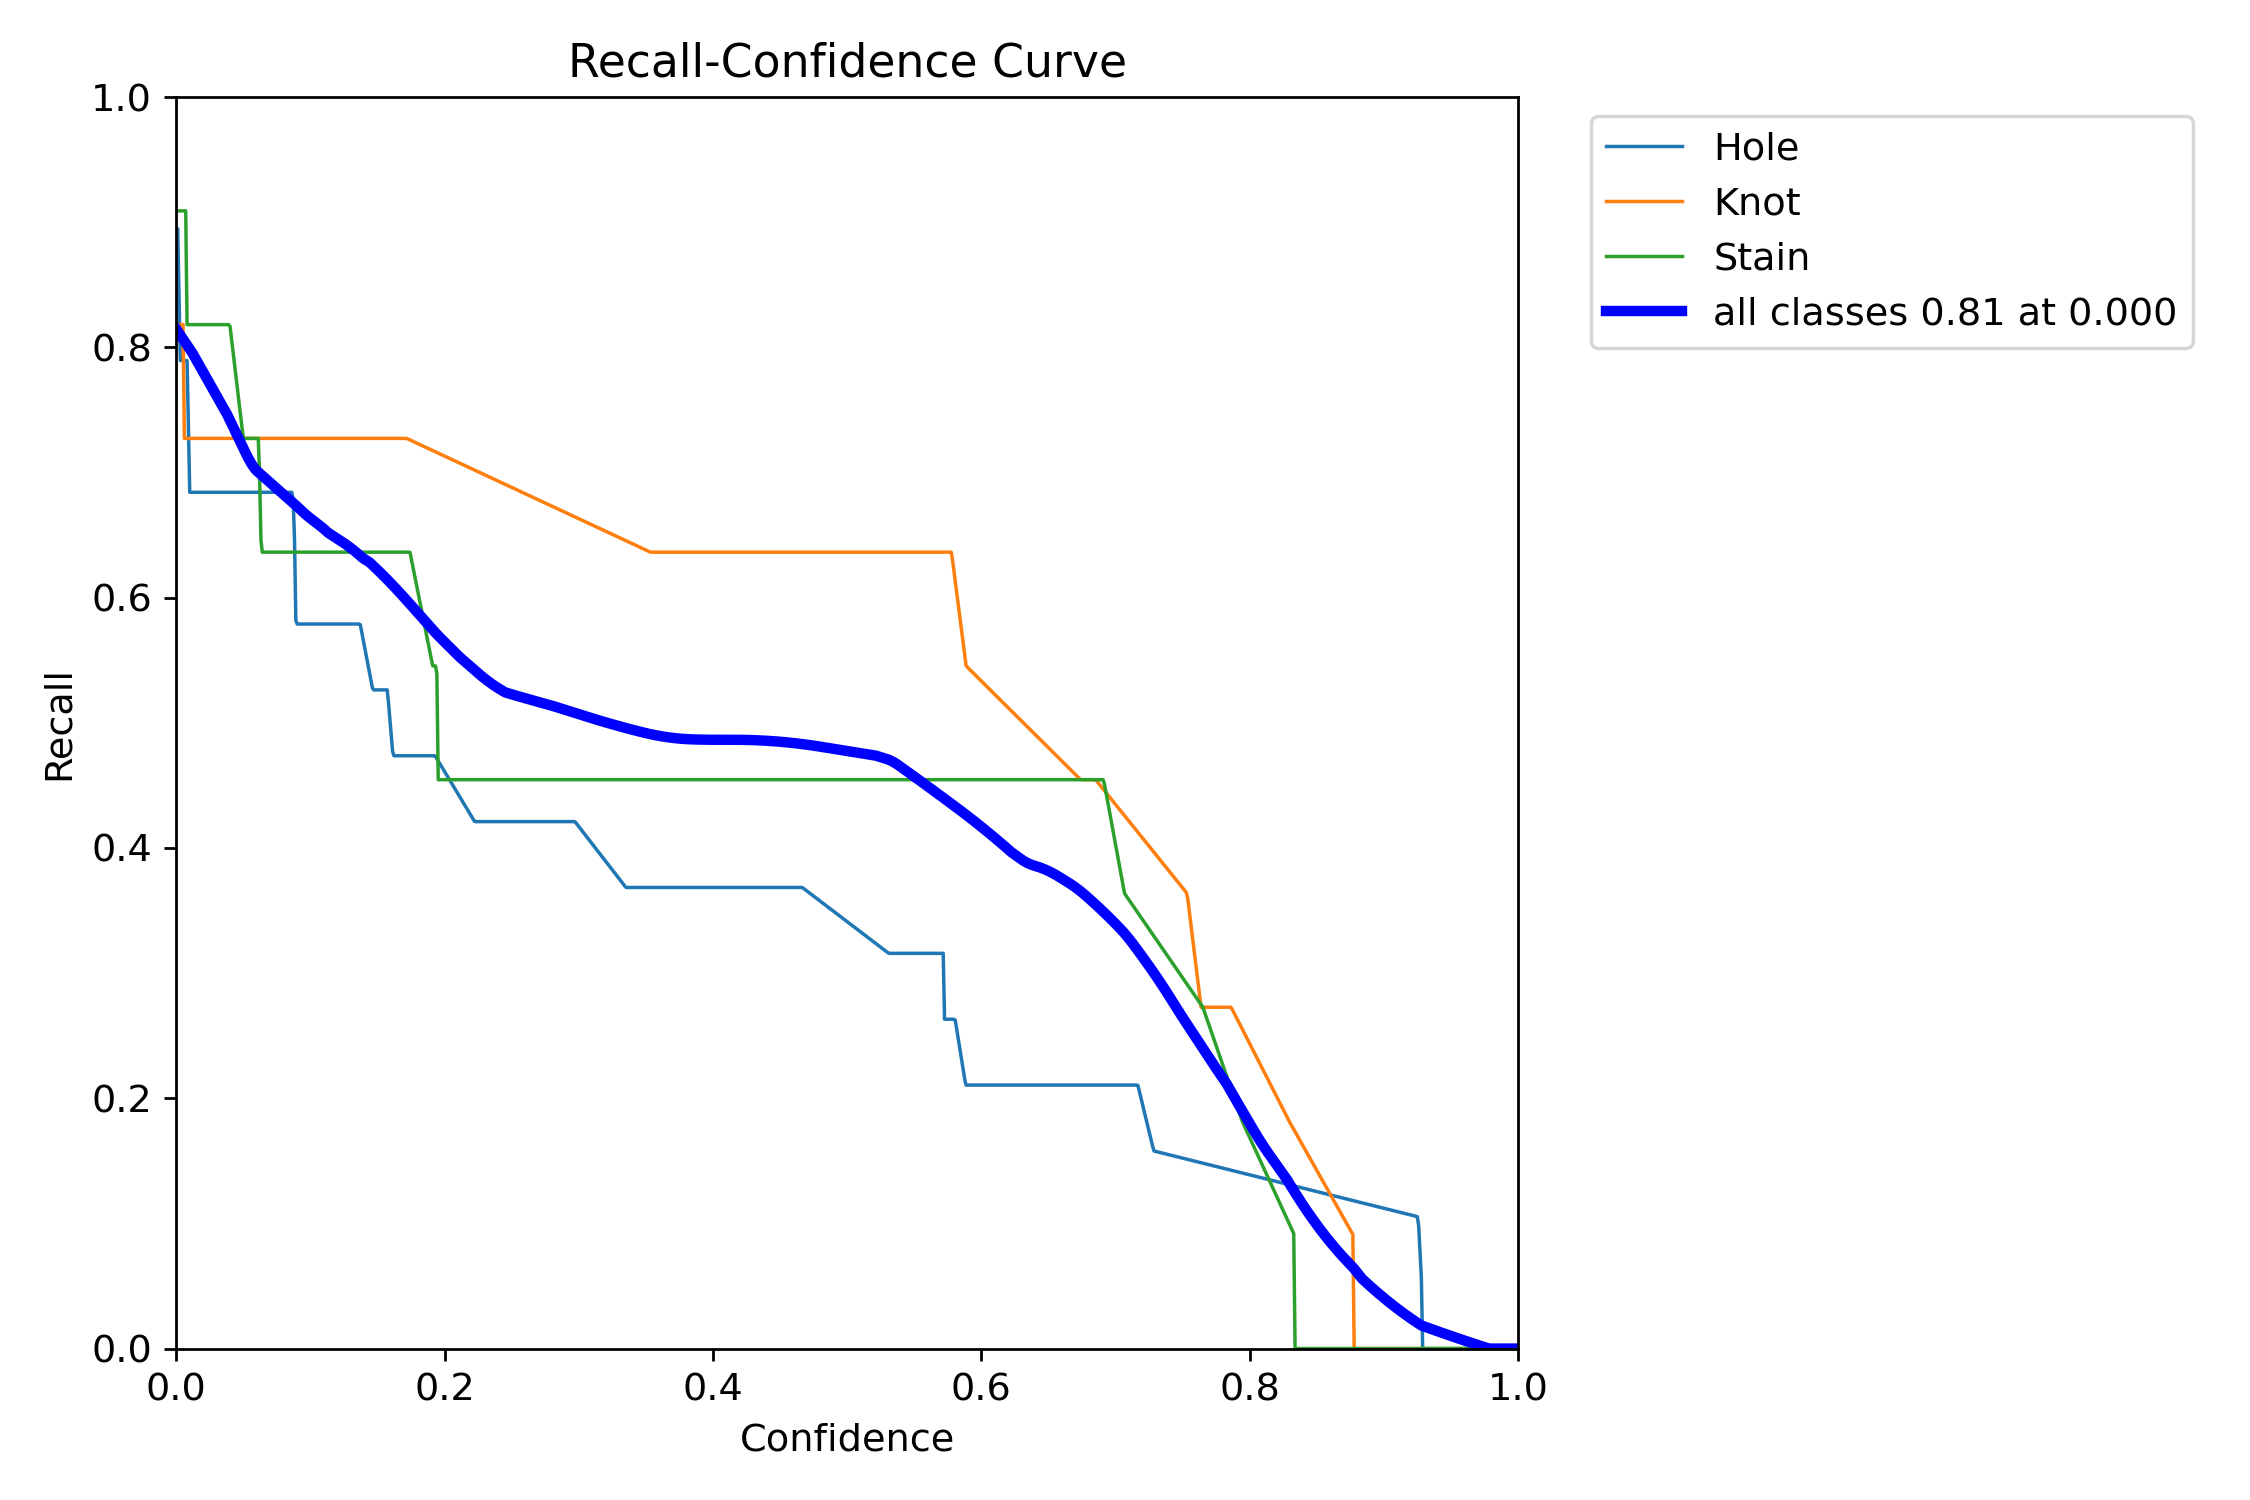 Recall-Confidence Curve
1.0
0.8
0.6
0.4
0.2
0.0
Recall
0.0 0.2 0.4 0.6 0.8 1.0
Confidence
Hole
Knot
Stain
all classes 0.81 at 0.000